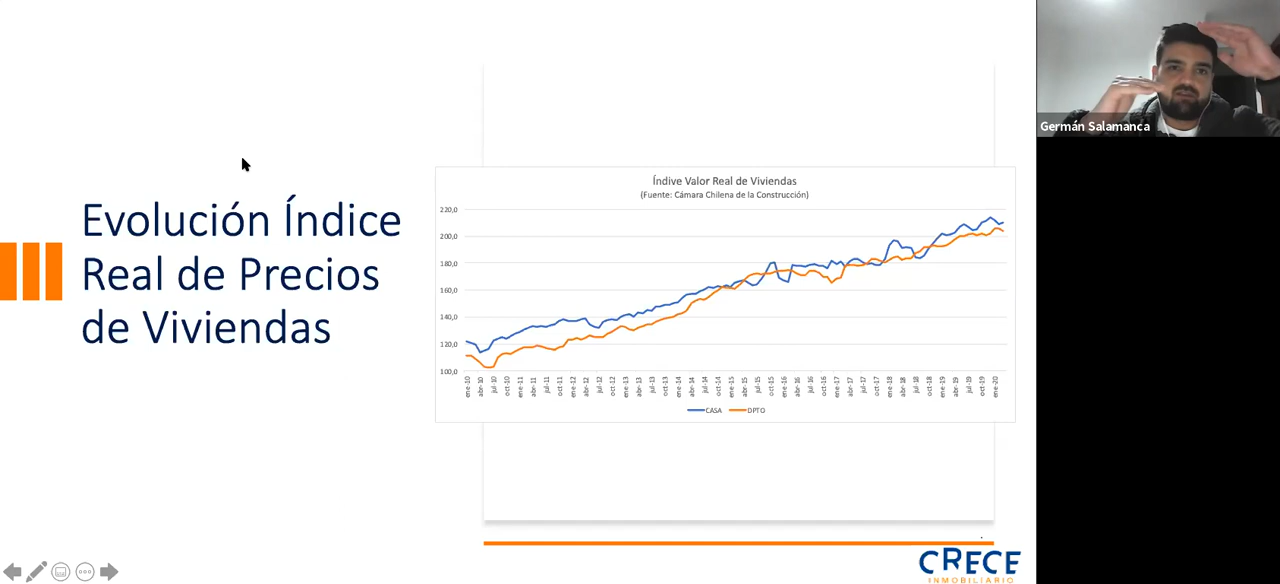 Evolución Índice
Real de Precios
de Viviendas
Índive Valor Real de Viviendas
(Fuente: Cámara Chilena de la Construcción)
220,0
200,0
180,0
160,0
140,0
120,0
100,0
ene-10
abr-10
jul-10
oct-10
ene-11
abr-11
jul-11
oct-11
ene-12
abr-12
jul-12
oct-12
ene-13
abr-13
jul-13
oct-13
ene-14
abr-14
jul-14
oct-14
ene-15
abr-15
jul-15
oct-15
ene-16
abr-16
jul-16
oct-16
ene-17
abr-17
jul-17
oct-17
ene-18
abr-18
jul-18
oct-18
ene-19
abr-19
jul-19
oct-19
ene-20
CASA
DPTO
CRECE
INMOBILIARIO
Germán Salamanca